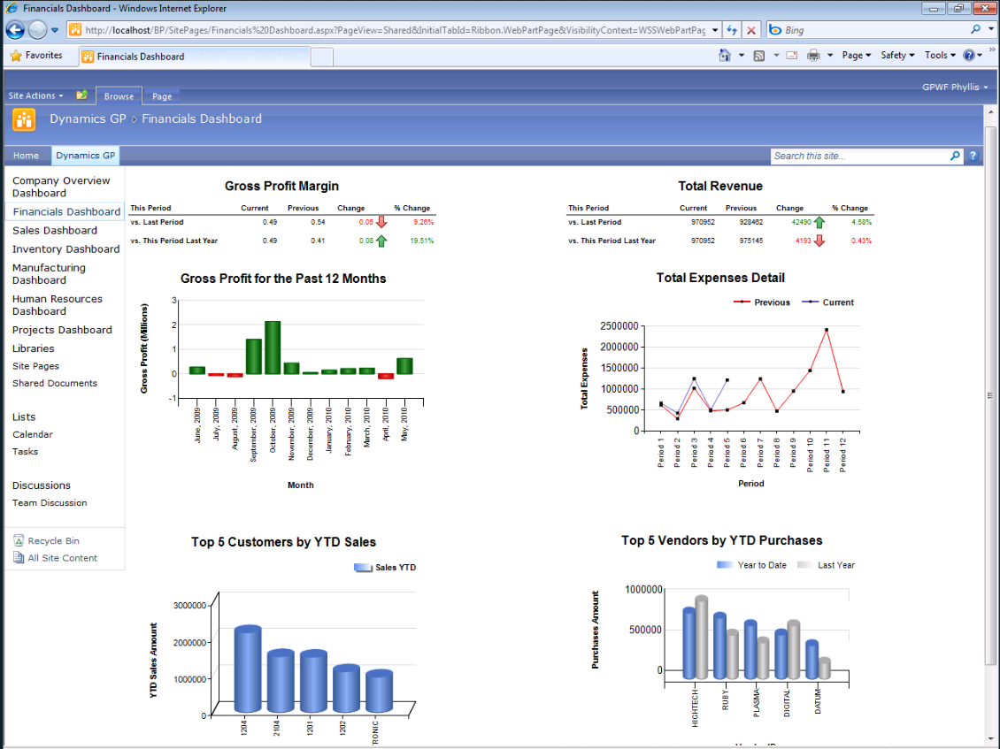 Financials Dashboard - Windows Internet Explorer
http://localhost/BP/SitePages/Financials%20Dashboard.aspx?PageView=Shared&InitialTabId=Ribbon.WebPartPage&VisibilityContext=WSSWebPartPag
Bing
Favorites
Financials Dashboard
Page
Safety
Tools
Site Actions
Browse
Page
GPWF Phyllis
Dynamics GP
Financials Dashboard
Home
Dynamics GP
Search this site...
Company Overview
Dashboard
Financials Dashboard
Sales Dashboard
Inventory Dashboard
Manufacturing
Dashboard
Human Resources
Dashboard
Projects Dashboard
Libraries
Site Pages
Shared Documents
Lists
Calendar
Tasks
Discussions
Team Discussion
Recycle Bin
All Site Content
Gross Profit Margin
This Period Current Previous Change % Change
vs. Last Period 0.49 0.54 0.05 9.26%
vs. This Period Last Year 0.49 0.41 0.08 19.51%
Total Revenue
This Period Current Previous Change % Change
vs. Last Period 970952 928462 42490 4.58%
vs. This Period Last Year 970952 975145 4193 0.43%
Gross Profit for the Past 12 Months
Gross Profit (Millions)
3
2
1
0
-1
June, 2009
July, 2009
August, 2009
September, 2009
October, 2009
November, 2009
December, 2009
January, 2010
February, 2010
March, 2010
April, 2010
May, 2010
Month
Total Expenses Detail
Previous
Current
Total Expenses
2500000
2000000
1500000
1000000
500000
0
Period 1
Period 2
Period 3
Period 4
Period 5
Period 6
Period 7
Period 8
Period 9
Period 10
Period 11
Period 12
Period
Top 5 Customers by YTD Sales
Sales YTD
YTD Sales Amount
3000000
2000000
1000000
0
1204
2104
1201
1202
TRONIC
Top 5 Vendors by YTD Purchases
Year to Date
Last Year
Purchases Amount
1000000
500000
0
HIGHTECH
RUBY
PLASMA
DIGITAL
DATUM